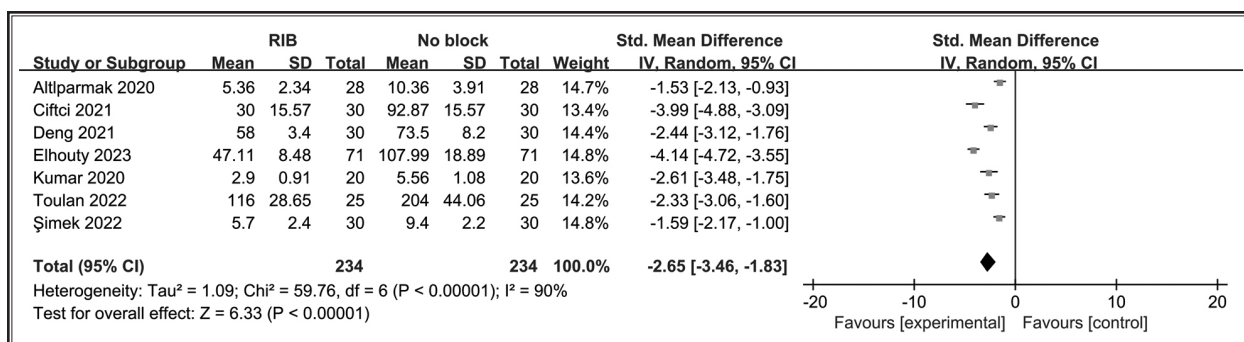 RIB No block Std. Mean Difference Std. Mean Difference
Study or Subgroup Mean SD Total Mean SD Total Weight IV, Random, 95% CI IV, Random, 95% CI
Altlparmak 2020 5.36 2.34 28 10.36 3.91 28 14.7% -1.53 [-2.13, -0.93]
Ciftci 2021 30 15.57 30 92.87 15.57 30 13.4% -3.99 [-4.88, -3.09]
Deng 2021 58 3.4 30 73.5 8.2 30 14.4% -2.44 [-3.12, -1.76]
Elhouty 2023 47.11 8.48 71 107.99 18.89 71 14.8% -4.14 [-4.72, -3.55]
Kumar 2020 2.9 0.91 20 5.56 1.08 20 13.6% -2.61 [-3.48, -1.75]
Toulan 2022 116 28.65 25 204 44.06 25 14.2% -2.33 [-3.06, -1.60]
Şimek 2022 5.7 2.4 30 9.4 2.2 30 14.8% -1.59 [-2.17, -1.00]
Total (95% CI) 234 234 100.0% -2.65 [-3.46, -1.83]
Heterogeneity: Tau² = 1.09; Chi² = 59.76, df = 6 (P < 0.00001); I² = 90%
Test for overall effect: Z = 6.33 (P < 0.00001)
-20 -10 0 10 20
Favours [experimental] Favours [control]